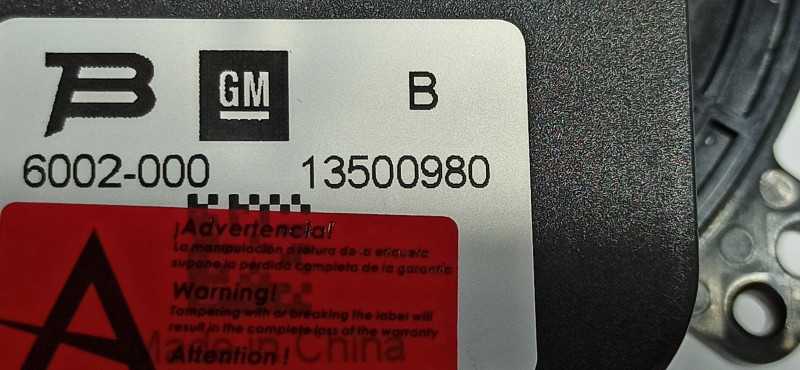 B
GM
B
6002-000
13500980
¡Advertencia!
La manipulación o rotura de la etiqueta
supone la perdida completa de la garantía
Warning!
Tampering with or breaking the label will
result in the complete loss of the warranty
Made in China
Attention!